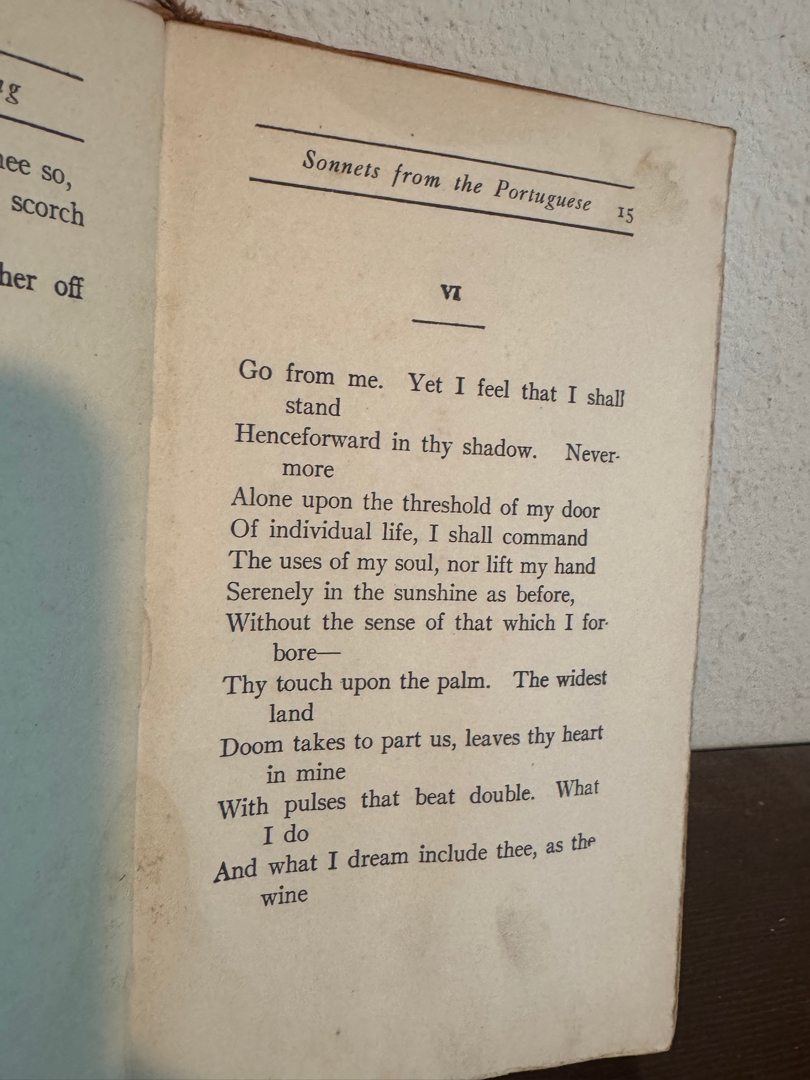 so,
scorch
off
Sonnets from the Portuguese 15
VI
Go from me. Yet I feel that I shall
stand
Henceforward in thy shadow. Never-
more
Alone upon the threshold of my door
Of individual life, I shall command
The uses of my soul, nor lift my hand
Serenely in the sunshine as before,
Without the sense of that which I for-
bore—
Thy touch upon the palm. The widest
land
Doom takes to part us, leaves thy heart
in mine
With pulses that beat double. What
I do
And what I dream include thee, as the
wine